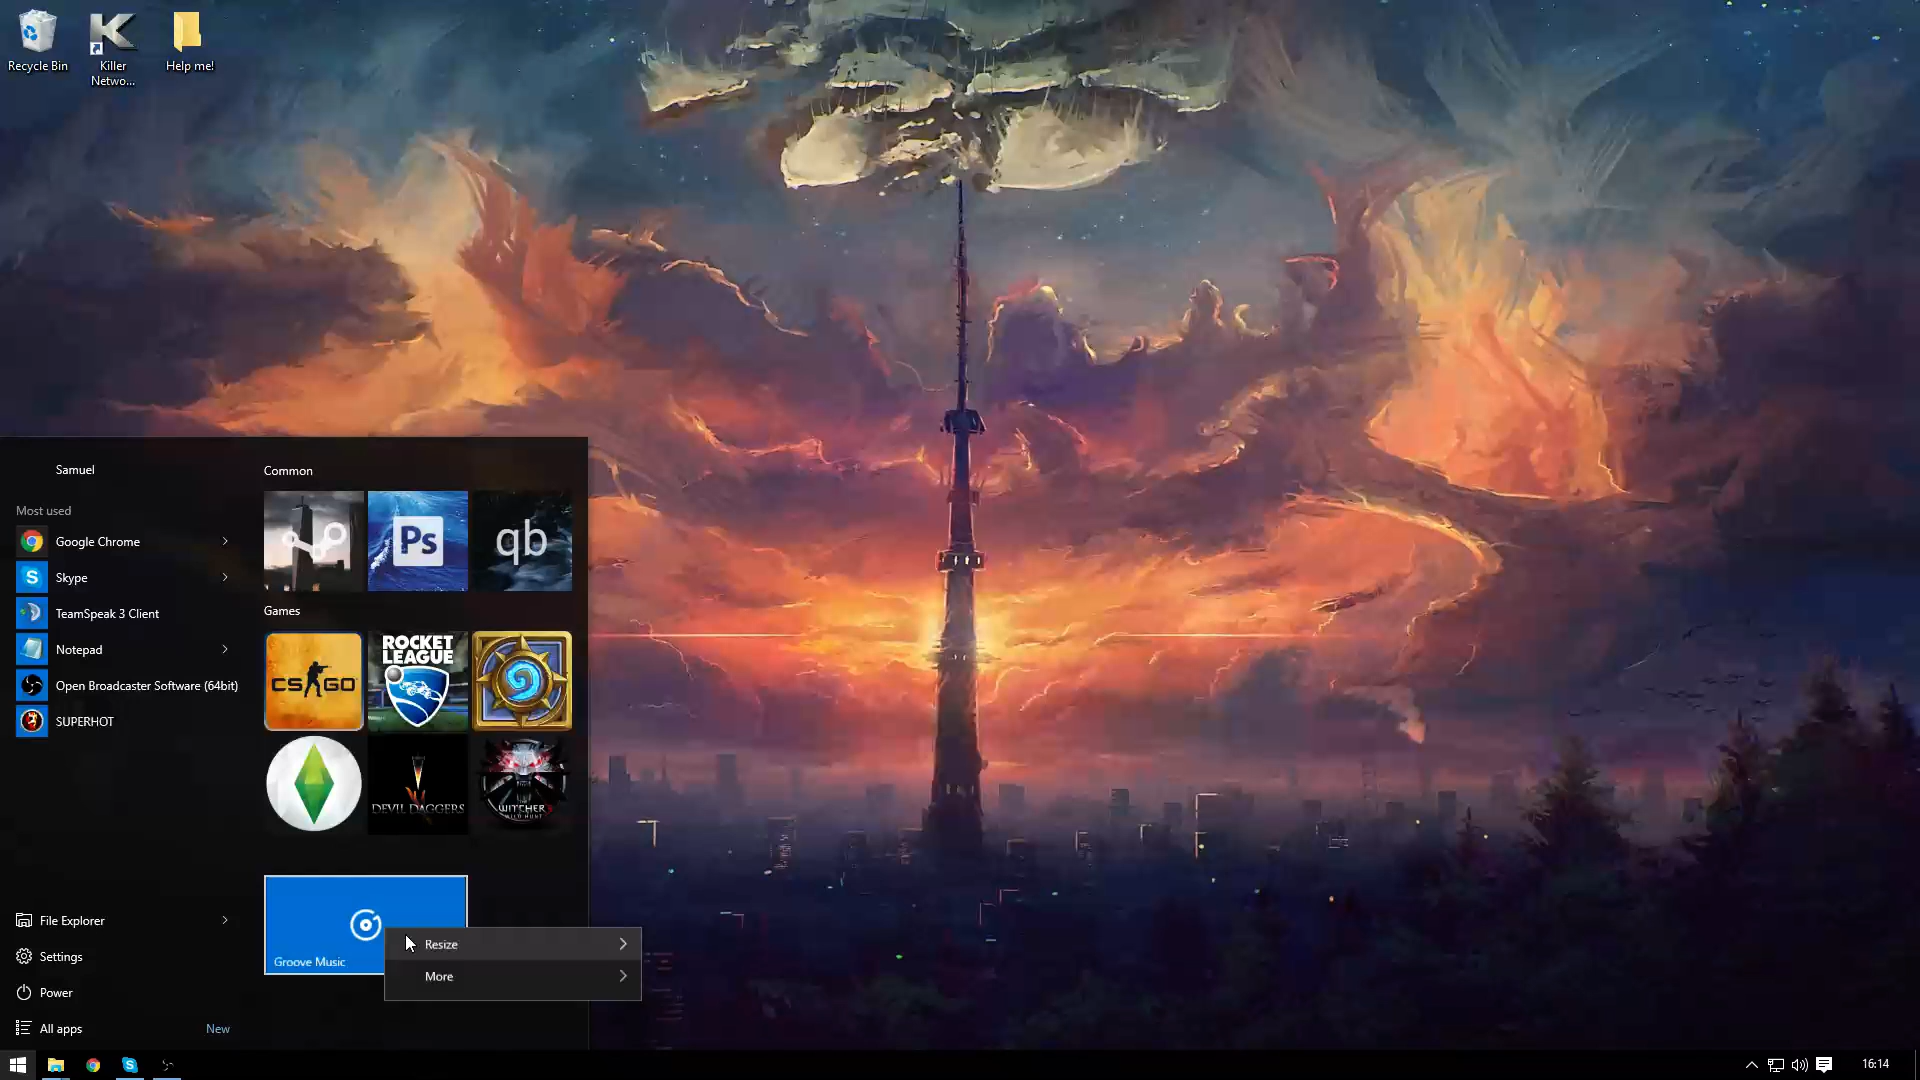 Recycle Bin
Killer
Netwo...
Help me!
Samuel
Most used
Google Chrome
Skype
TeamSpeak 3 Client
Notepad
Open Broadcaster Software (64bit)
SUPERHOT
File Explorer
Settings
Power
All apps
New
Common
Ps
qb
Games
CS GO
ROCKET
LEAGUE
DEVIL DAGGERS
WITCHER
WILD HUNT
Groove Music
Resize
More
16:14